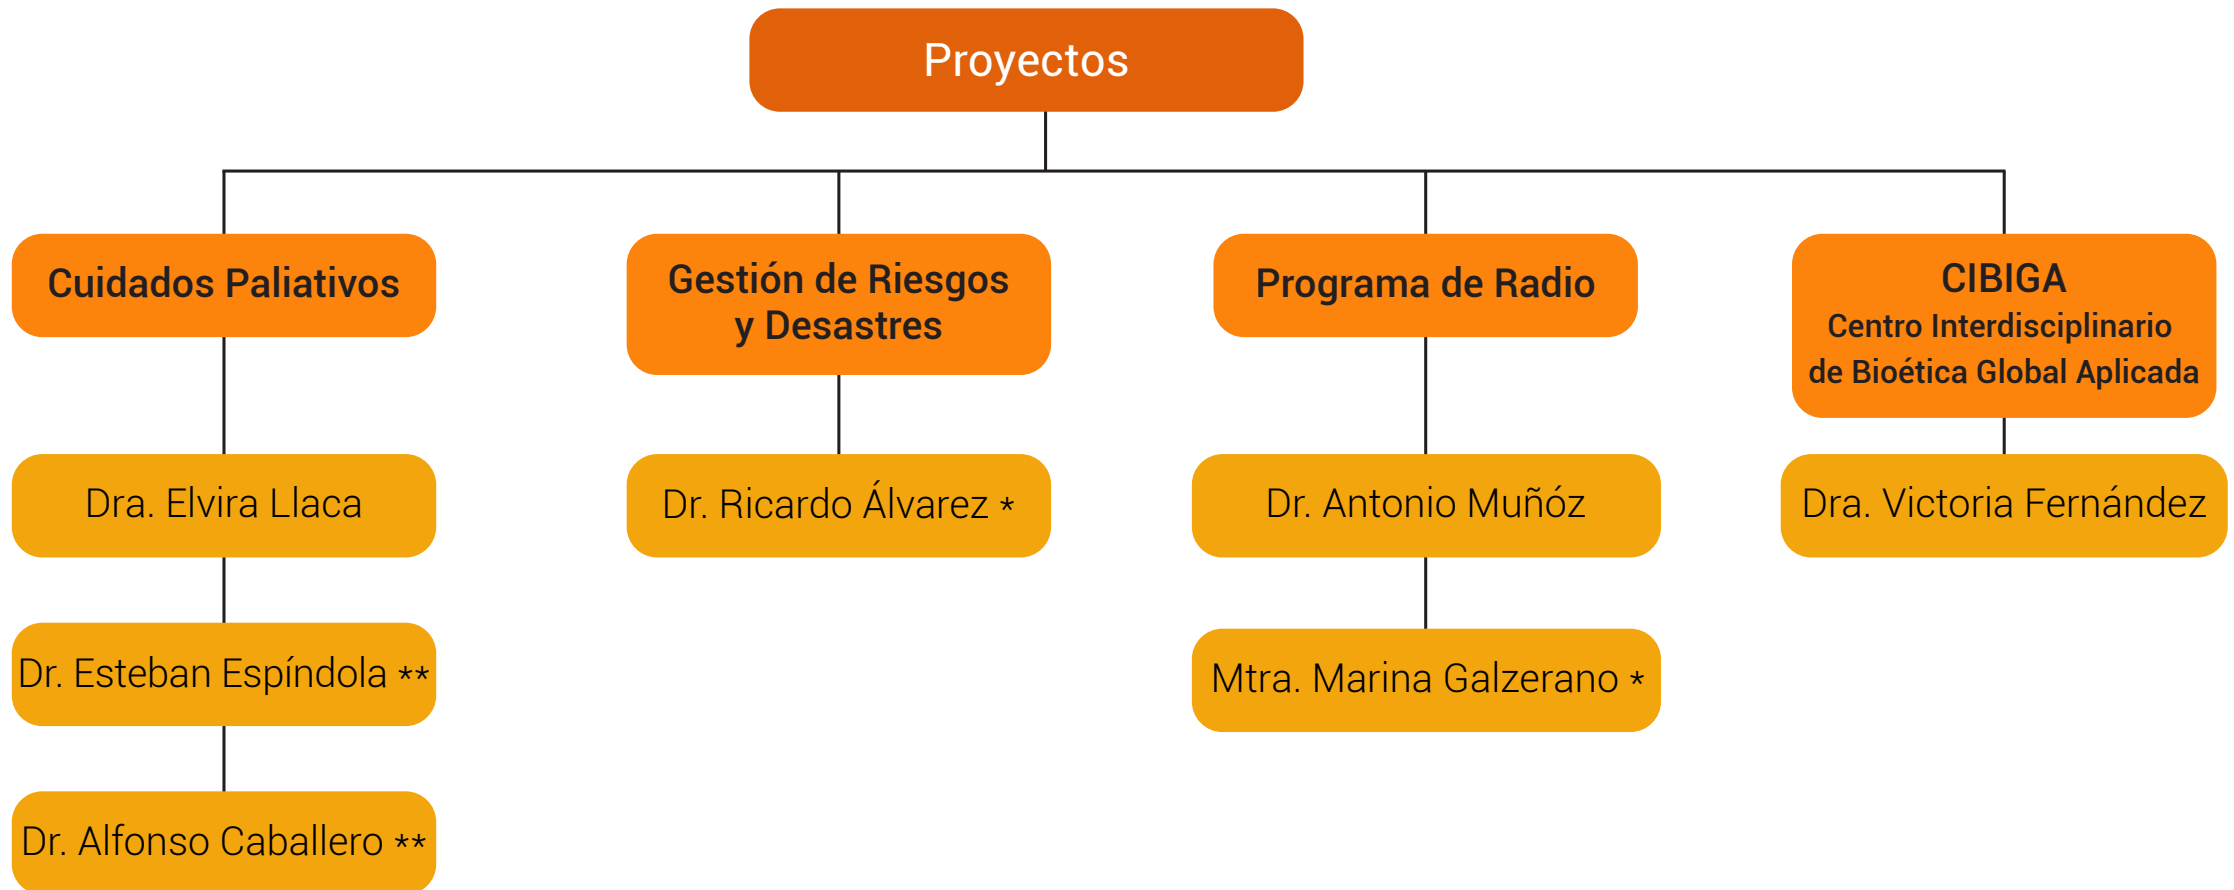 Proyectos
Cuidados Paliativos
Dra. Elvira Llaca
Dr. Esteban Espíndola **
Dr. Alfonso Caballero **
Gestión de Riesgos
y Desastres
Dr. Ricardo Álvarez *
Programa de Radio
Dr. Antonio Muñóz
Mtra. Marina Galzerano *
CIBIGA
Centro Interdisciplinario
de Bioética Global Aplicada
Dra. Victoria Fernández